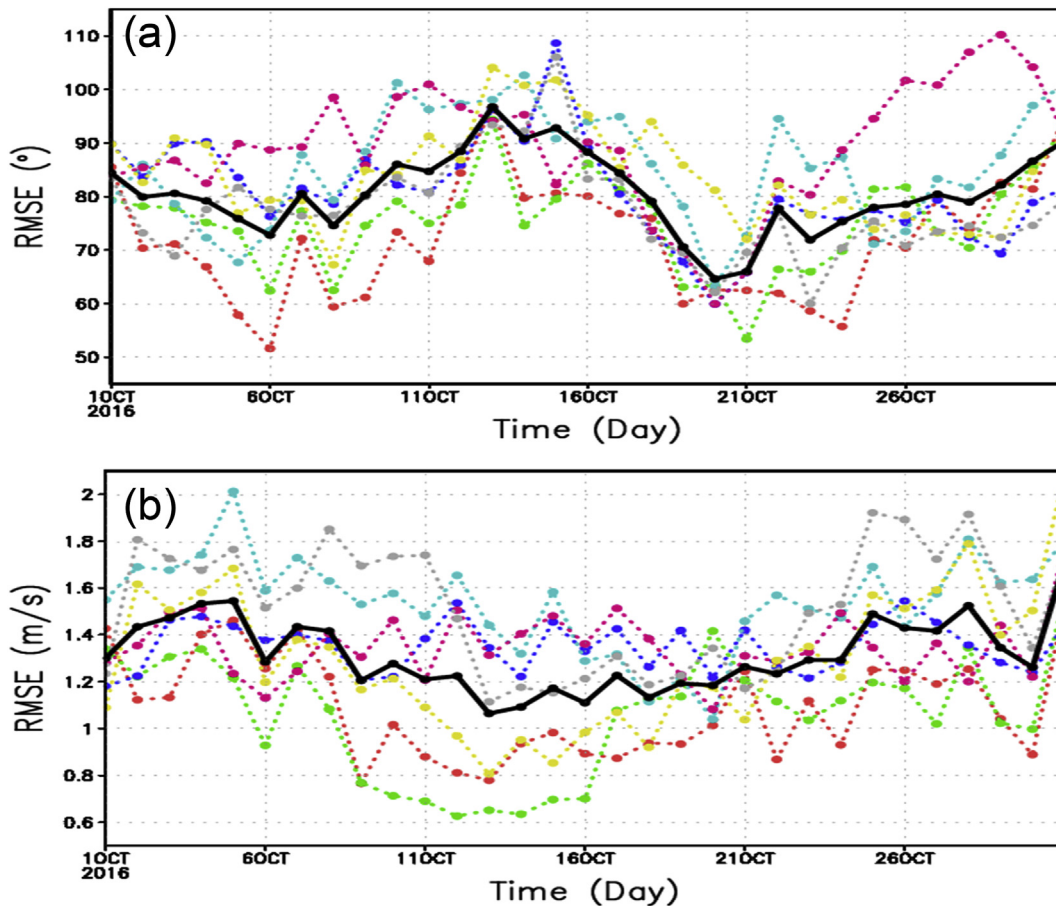 (a)
RMSE (°)
110
100
90
80
70
60
50
1OCT 6OCT 11OCT 16OCT 21OCT 26OCT
2016
Time (Day)
(b)
RMSE (m/s)
2
1.8
1.6
1.4
1.2
1
0.8
0.6
1OCT 6OCT 11OCT 16OCT 21OCT 26OCT
2016
Time (Day)